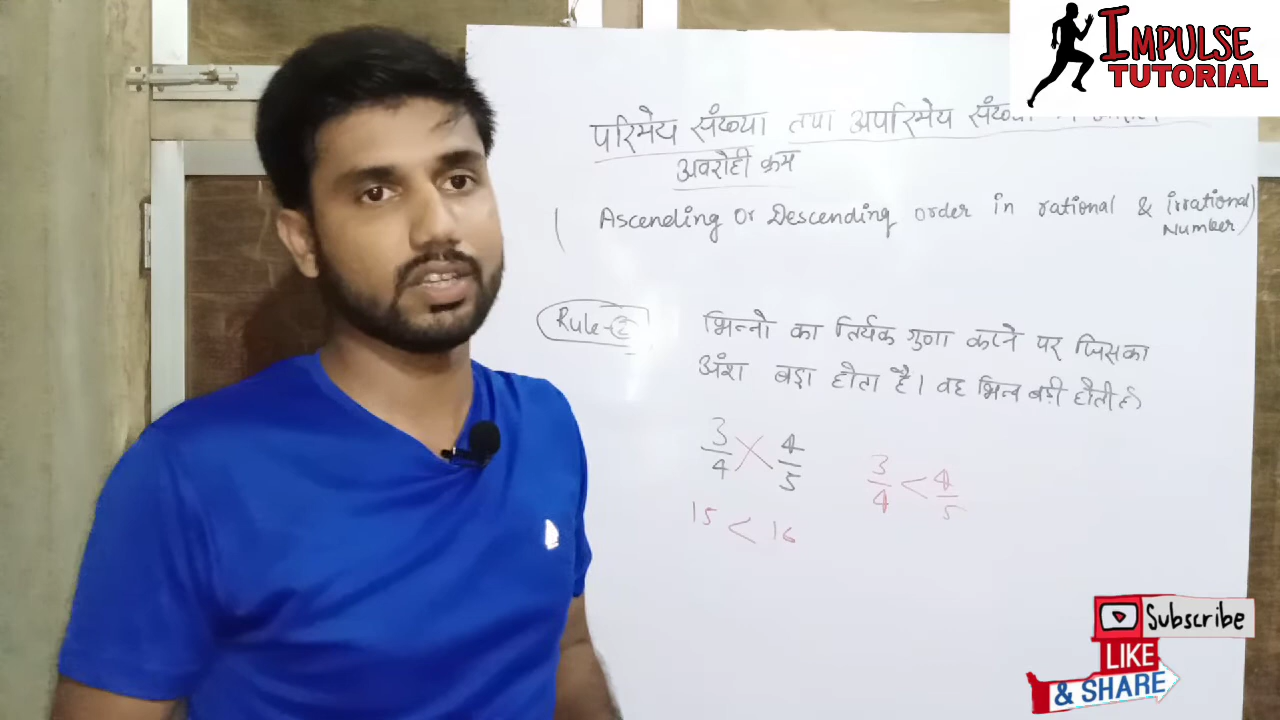 IMPULSE
TUTORIAL
परिमेय संख्या तथा अपरिमेय संख्या
अवरोही क्रम
( Ascending Or Descending order in rational & irrational
Number)
Rule-2
भिन्नो का तिर्यक गुणा करने पर जिसका
अंश बड़ा होता है। वह भिन्न बड़ी होती है
3/4 4/5
3/4 < 4/5
15 < 16
Subscribe
LIKE
& SHARE